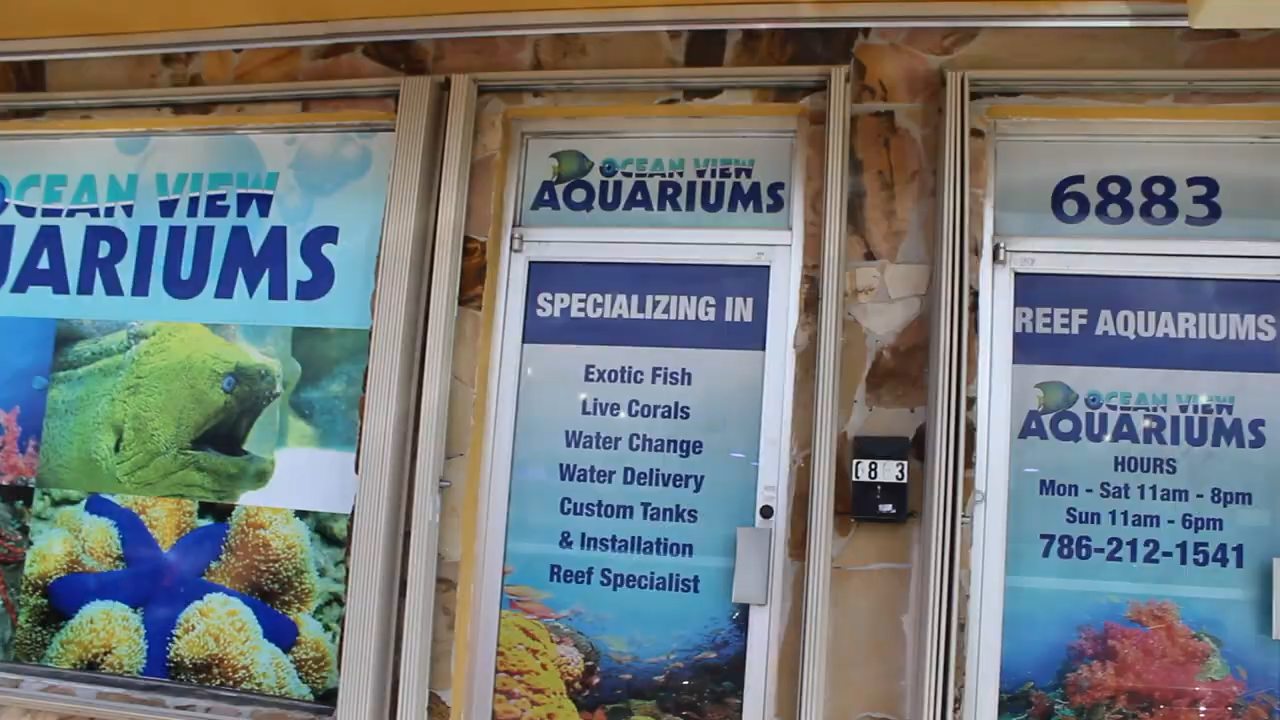 OCEAN VIEW
UARIUMS
OCEAN VIEW
AQUARIUMS
SPECIALIZING IN
Exotic Fish
Live Corals
Water Change
Water Delivery
Custom Tanks
& Installation
Reef Specialist
6883
REEF AQUARIUMS
OCEAN VIEW
AQUARIUMS
HOURS
Mon - Sat 11am - 8pm
Sun 11am - 6pm
786-212-1541